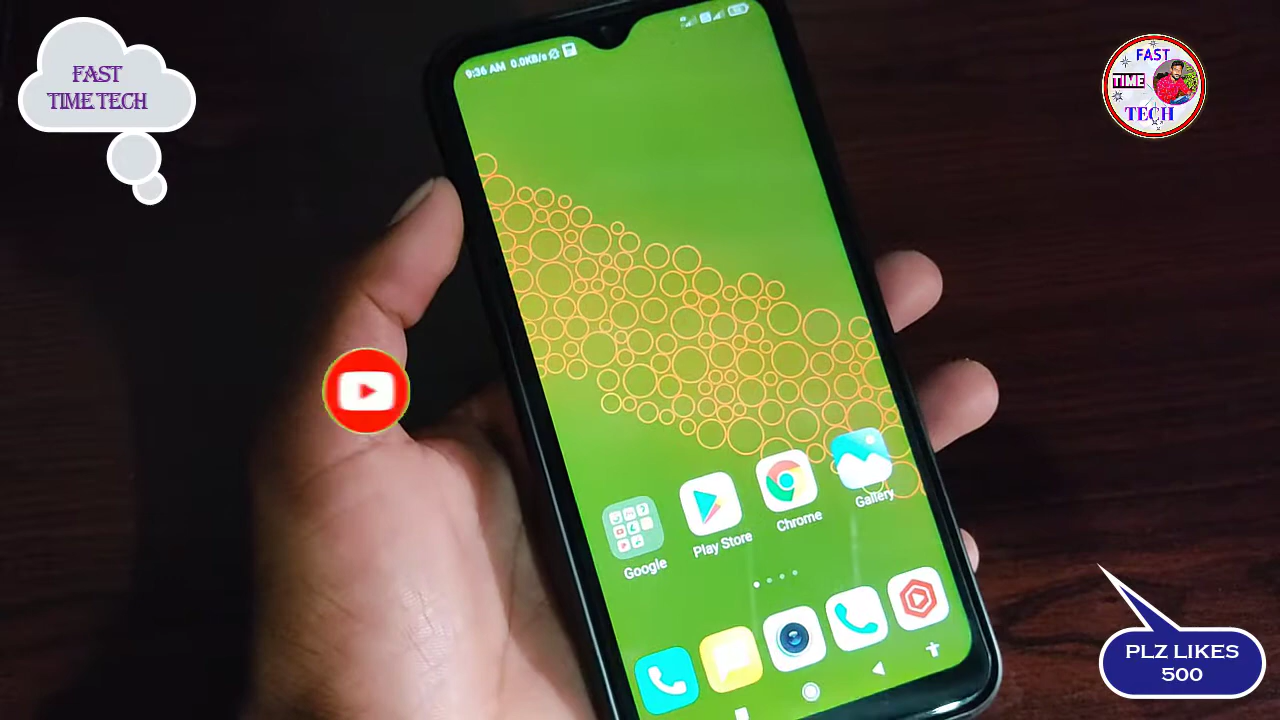 FAST
TIME TECH
FAST
TIME
TECH
9:36 AM 0.0KB/s
Google
Play Store
Chrome
Gallery
PLZ LIKES
500